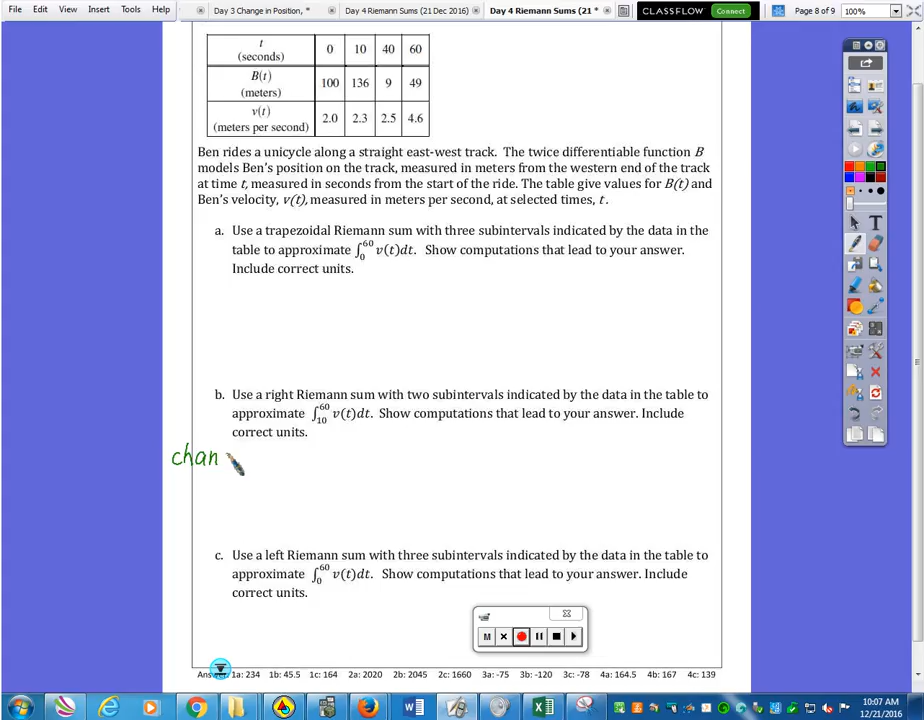 File Edit View Insert Tools Help
Day 3 Change in Position, *
Day 4 Riemann Sums (21 Dec 2016)
Day 4 Riemann Sums (21 *
CLASSFLOW
Connect
Page 8 of 9
100%
t (seconds) 0 10 40 60
B(t) (meters) 100 136 9 49
v(t) (meters per second) 2.0 2.3 2.5 4.6
Ben rides a unicycle along a straight east-west track. The twice differentiable function B
models Ben's position on the track, measured in meters from the western end of the track
at time t, measured in seconds from the start of the ride. The table give values for B(t) and
Ben's velocity, v(t), measured in meters per second, at selected times, t.
a. Use a trapezoidal Riemann sum with three subintervals indicated by the data in the
table to approximate ∫₀⁶⁰ v(t)dt. Show computations that lead to your answer.
Include correct units.
b. Use a right Riemann sum with two subintervals indicated by the data in the table to
approximate ∫₁₀⁶⁰ v(t)dt. Show computations that lead to your answer. Include
correct units.
chan
c. Use a left Riemann sum with three subintervals indicated by the data in the table to
approximate ∫₀⁶⁰ v(t)dt. Show computations that lead to your answer. Include
correct units.
M
1a: 234 1b: 45.5 1c: 164 2a: 2020 2b: 2045 2c: 1660 3a: -75 3b: -120 3c: -78 4a: 164.5 4b: 167 4c: 139
10:07 AM
12/21/2016